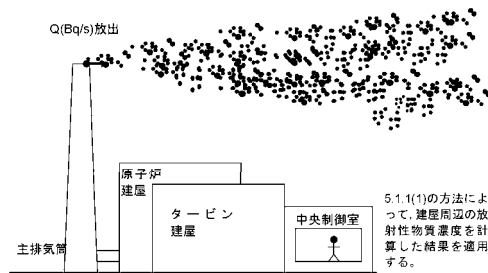 Q(Bq/s)放出
原子炉
建屋
タービン
建屋
中央制御室
主排気筒
5.1.1(1)の方法によ
って,建屋周辺の放
射性物質濃度を計
算した結果を適用
する。